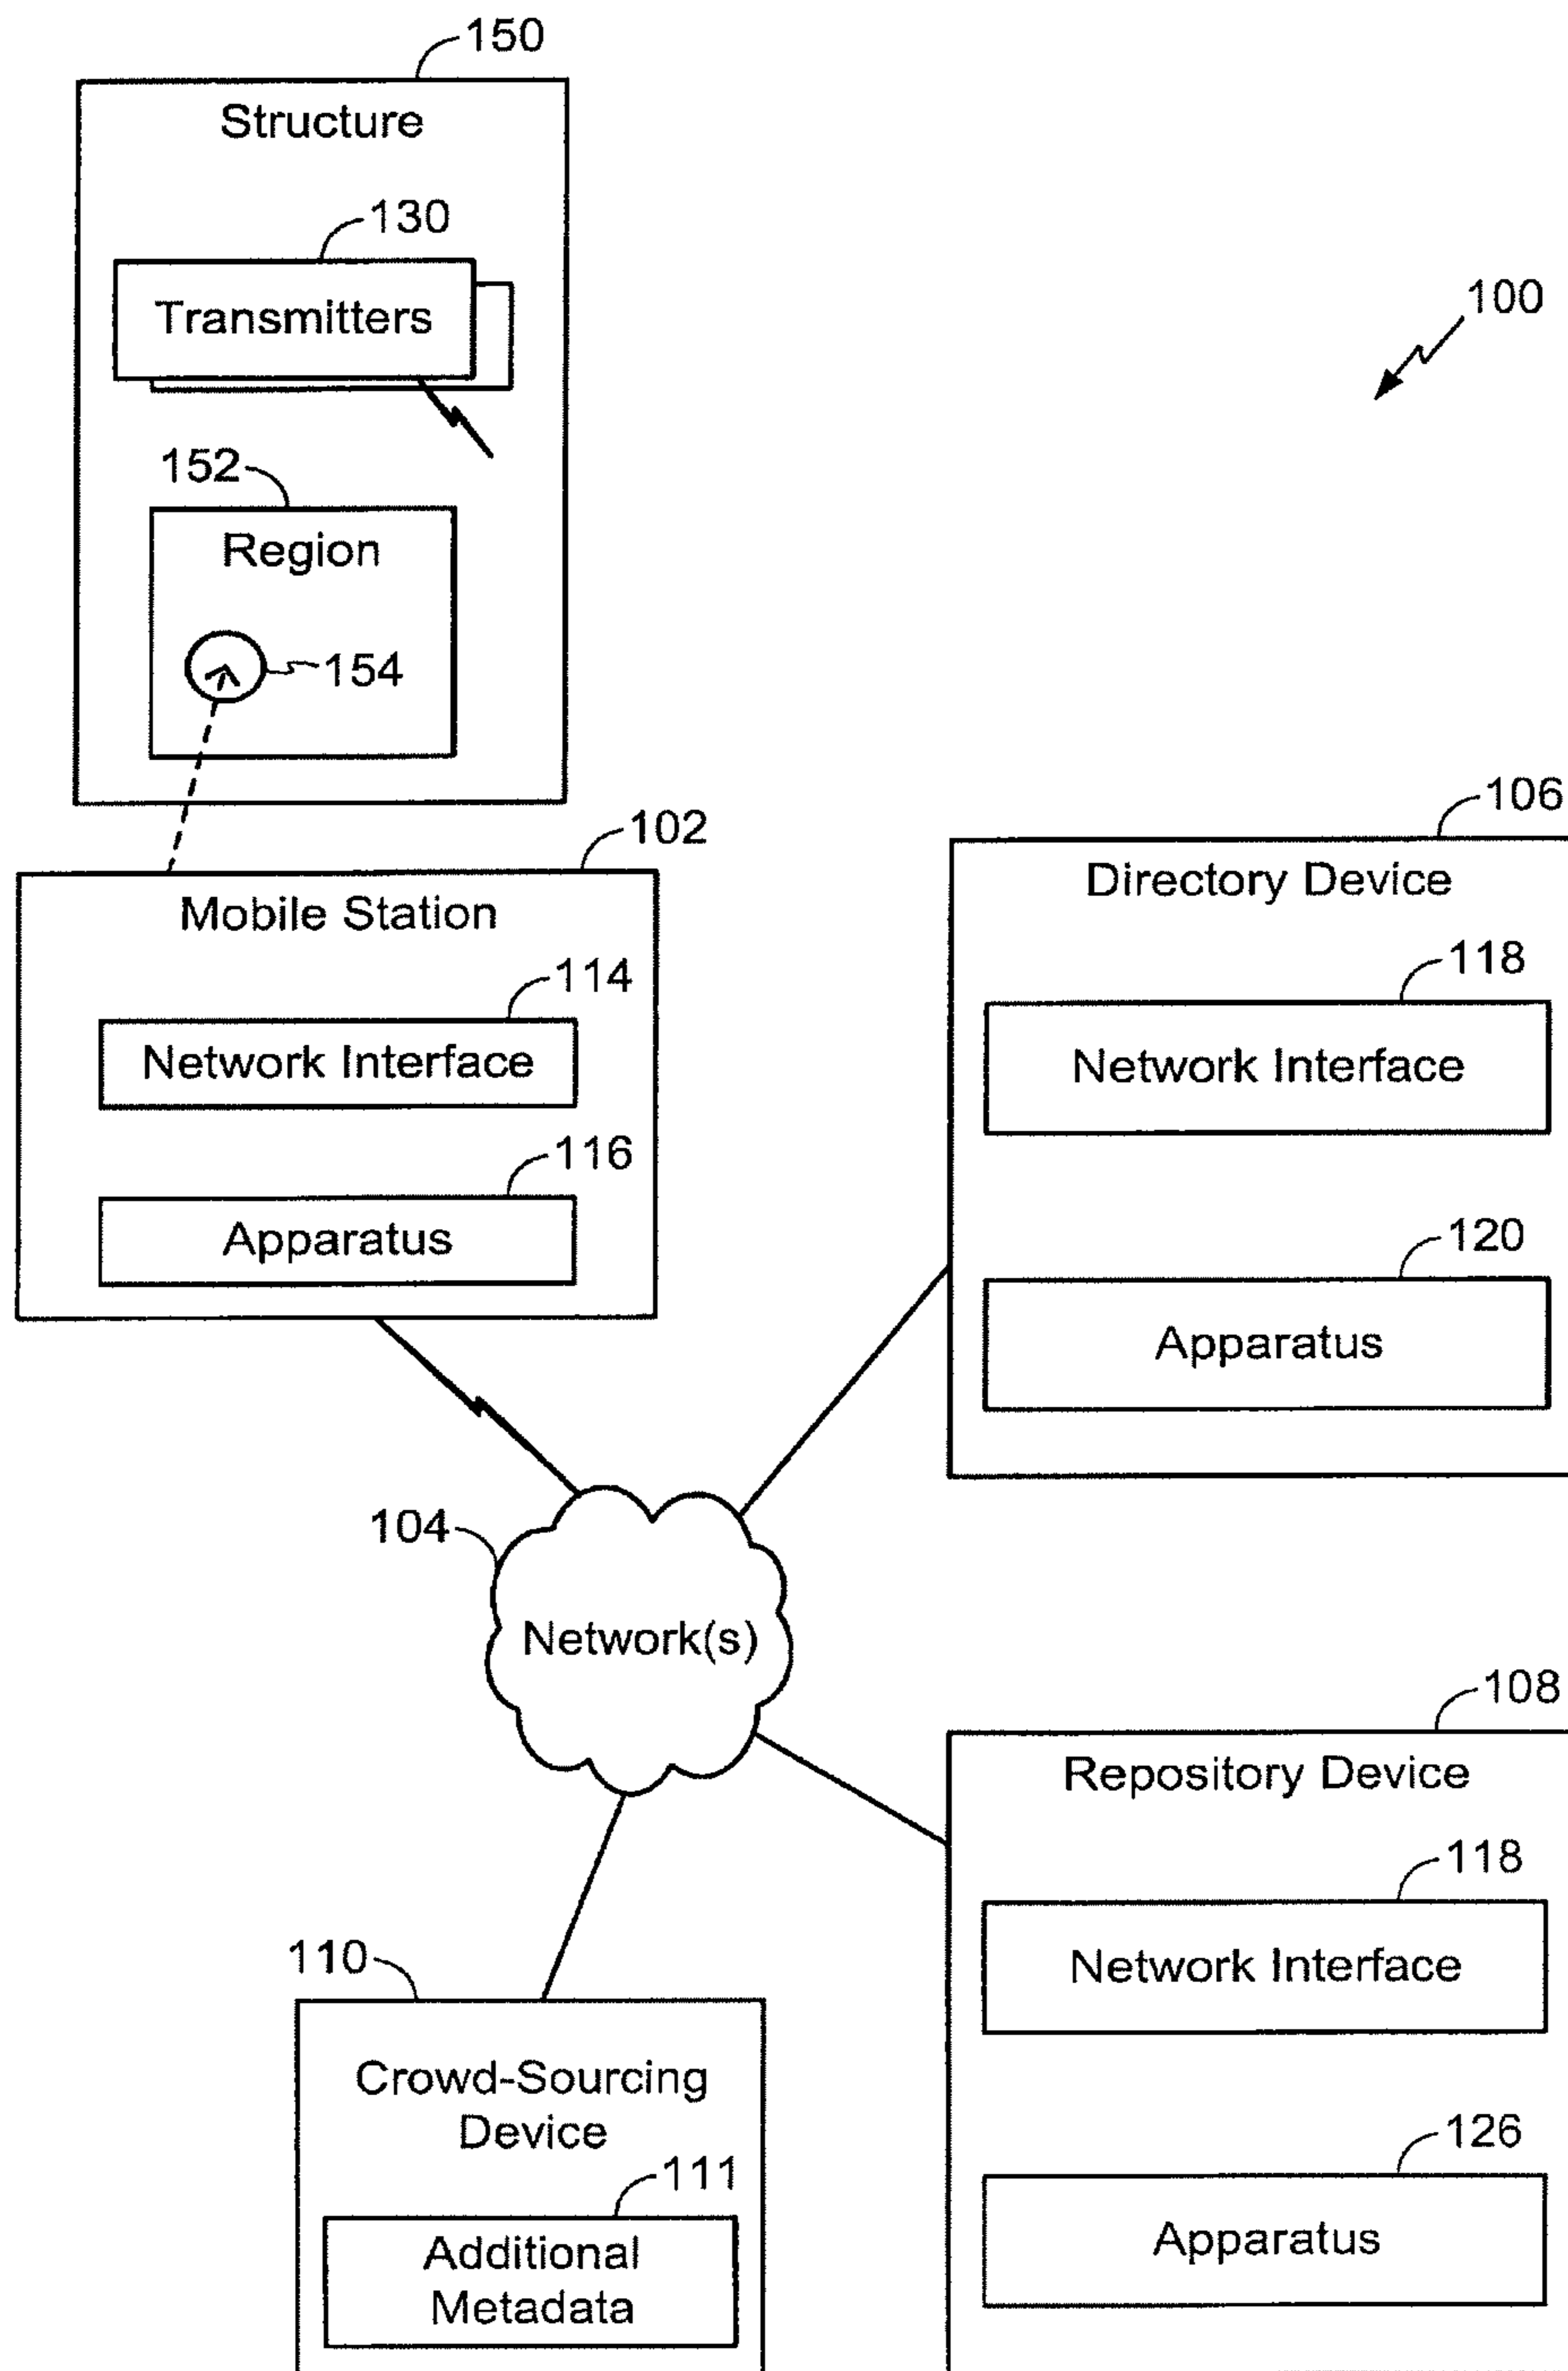 150
Structure
130
Transmitters
100
152
Region
154
102
Mobile Station
114
Network Interface
116
Apparatus
106
Directory Device
118
Network Interface
120
Apparatus
104
Network(s)
108
Repository Device
118
Network Interface
126
Apparatus
110
Crowd-Sourcing
Device
111
Additional
Metadata